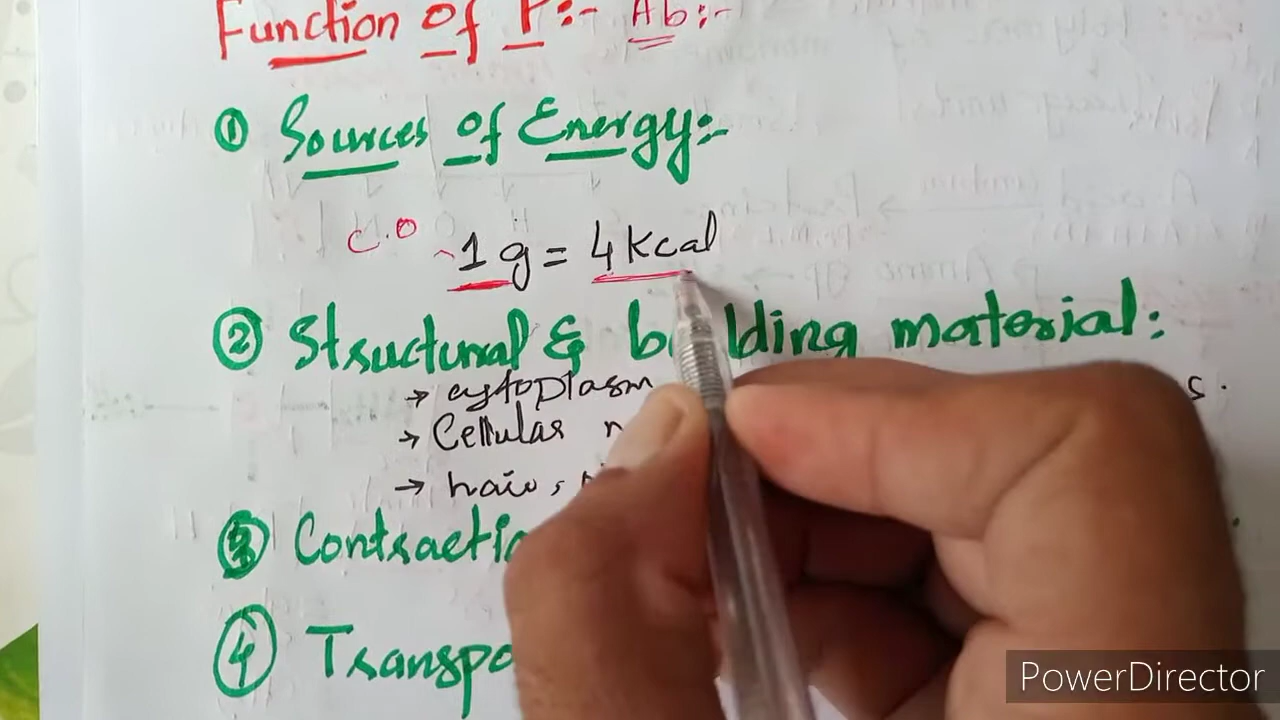 Function of P:- Ab:-
① Sources of Energy:-
C.O
1 g = 4 Kcal
② Structural & building material:
→ cytoplasm
→ Cellular
→ hair,
③ Contractio
④ Transpo
PowerDirector